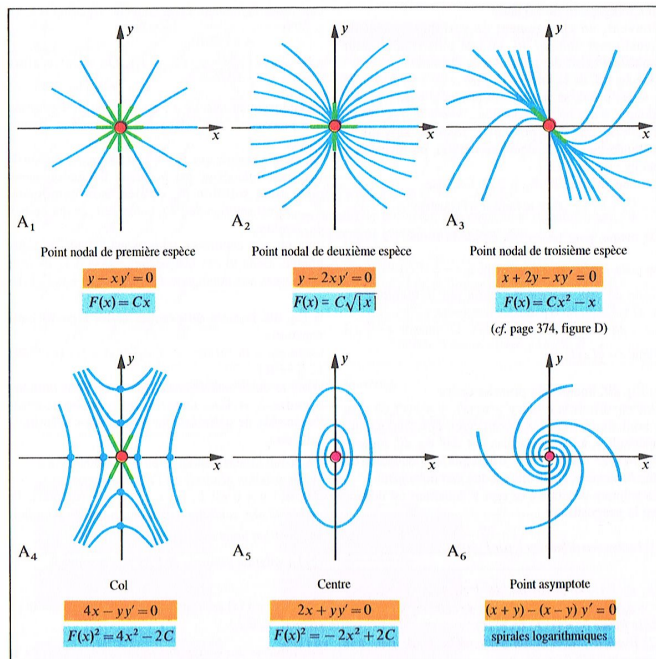 y y y
x x x
A₁ A₂ A₃
Point nodal de première espèce
y − xy′ = 0
F(x) = Cx
Point nodal de deuxième espèce
y − 2xy′ = 0
F(x) = C√|x|
Point nodal de troisième espèce
x + 2y − xy′ = 0
F(x) = Cx² − x
(cf. page 374, figure D)
y y y
x x x
A₄ A₅ A₆
Col
4x − yy′ = 0
F(x)² = 4x² − 2C
Centre
2x + yy′ = 0
F(x)² = − 2x² + 2C
Point asymptote
(x + y) − (x − y) y′ = 0
spirales logarithmiques